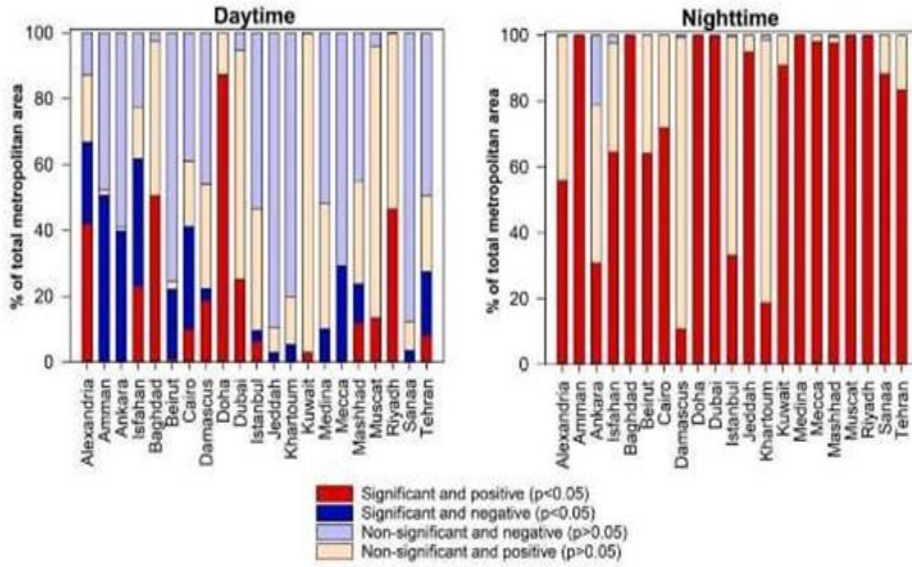 Daytime
Nighttime
% of total metropolitan area
100
80
60
40
20
0
Alexandria
Amman
Ankara
Isfahan
Baghdad
Beirut
Cairo
Damascus
Doha
Dubai
Istanbul
Jeddah
Khartoum
Kuwait
Medina
Mecca
Mashhad
Muscat
Riyadh
Sanaa
Tehran
% of total metropolitan area
100
80
60
40
20
0
Alexandria
Amman
Ankara
Isfahan
Baghdad
Beirut
Cairo
Damascus
Doha
Dubai
Istanbul
Jeddah
Khartoum
Kuwait
Medina
Mecca
Mashhad
Muscat
Riyadh
Sanaa
Tehran
Significant and positive (p<0.05)
Significant and negative (p<0.05)
Non-significant and negative (p>0.05)
Non-significant and positive (p>0.05)